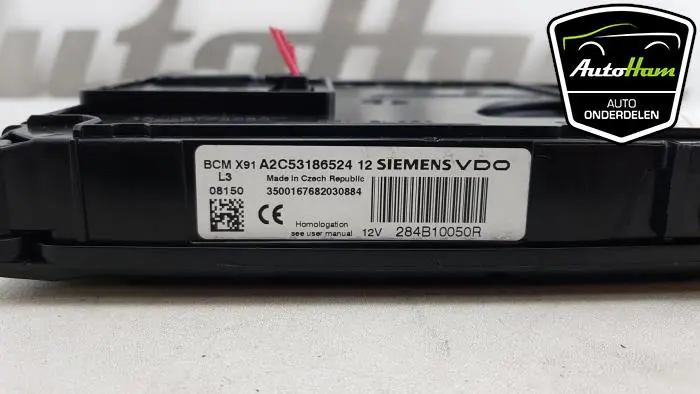 AutoHam
AUTO
ONDERDELEN
BCM X91 A2C53186524 12 SIEMENS VDO
L3
Made in Czech Republic
08150
3500167682030884
CE
Homologation
see user manual
12V
284B10050R